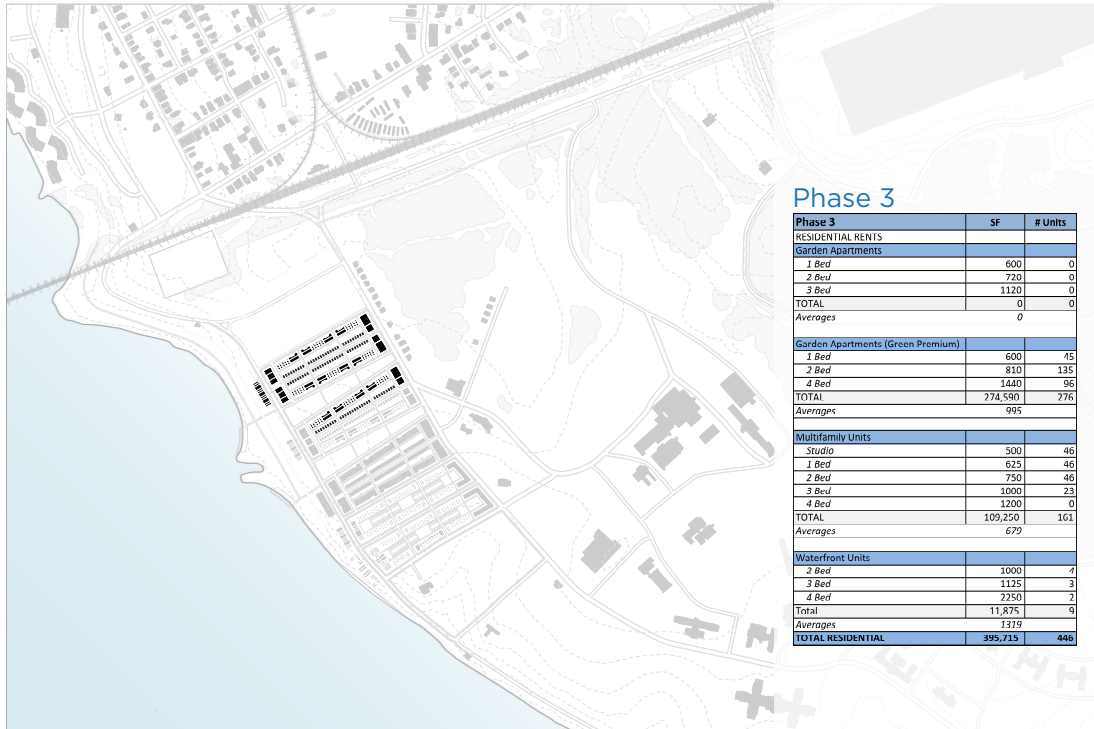 Phase 3
Phase 3 SF # Units
RESIDENTIAL RENTS
Garden Apartments
1 Bed 600 0
2 Bed 720 0
3 Bed 1120 0
TOTAL 0 0
Averages 0
Garden Apartments (Green Premium)
1 Bed 600 45
2 Bed 810 135
4 Bed 1440 96
TOTAL 274,590 276
Averages 995
Multifamily Units
Studio 500 46
1 Bed 625 46
2 Bed 750 46
3 Bed 1000 23
4 Bed 1200 0
TOTAL 109,250 161
Averages 679
Waterfront Units
2 Bed 1000 4
3 Bed 1125 3
4 Bed 2250 2
Total 11,875 9
Averages 1319
TOTAL RESIDENTIAL 395,715 446